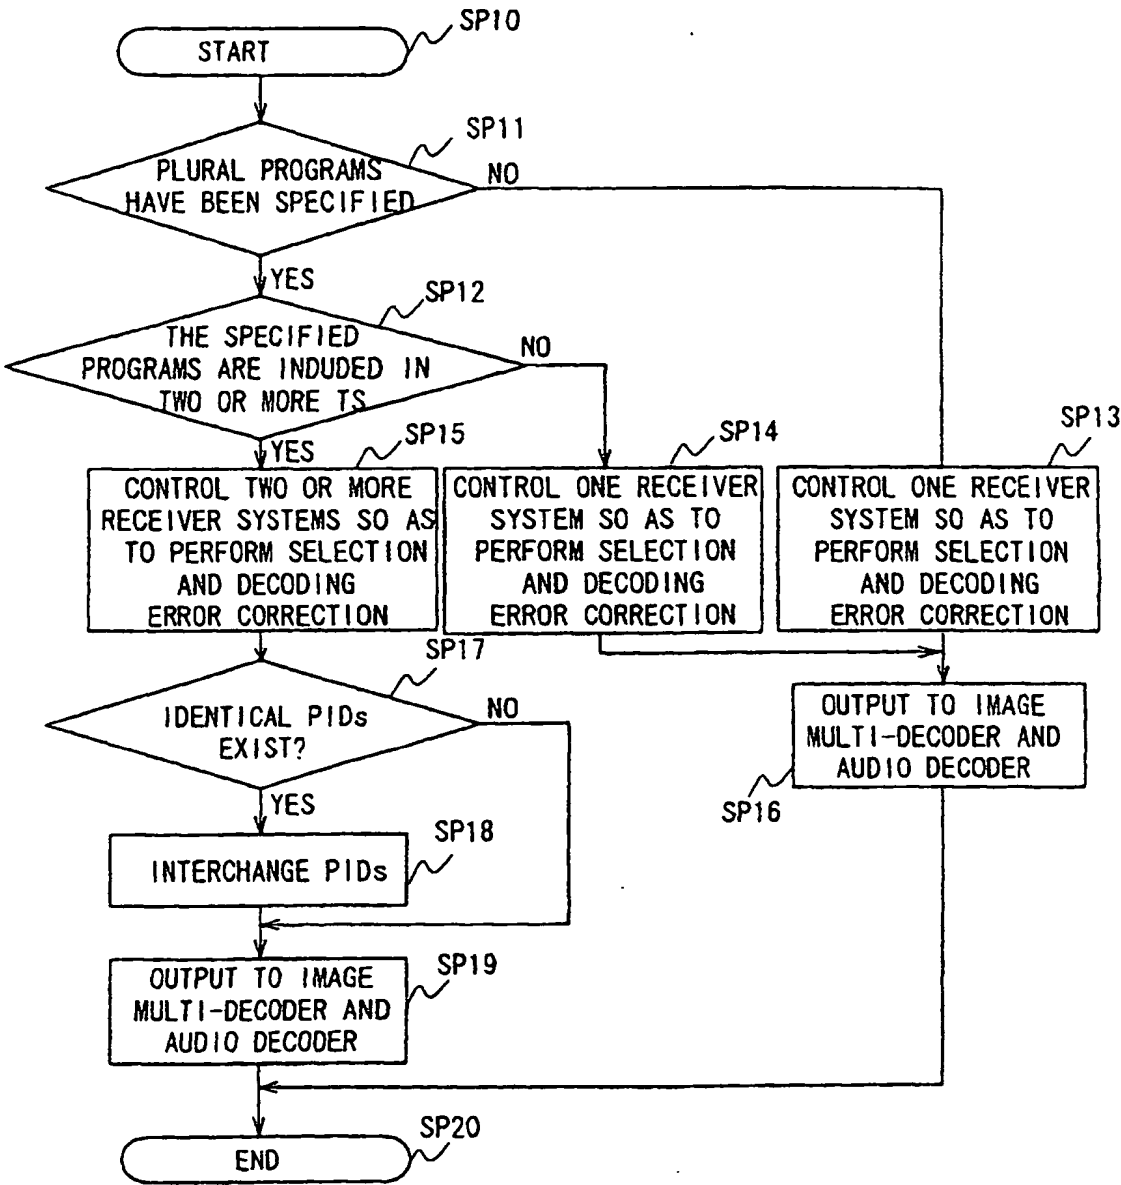 SP10
START
SP11
PLURAL PROGRAMS
HAVE BEEN SPECIFIED
NO
YES
SP12
THE SPECIFIED
PROGRAMS ARE INDUDED IN
TWO OR MORE TS
NO
YES
SP15
CONTROL TWO OR MORE
RECEIVER SYSTEMS SO AS
TO PERFORM SELECTION
AND DECODING
ERROR CORRECTION
SP14
CONTROL ONE RECEIVER
SYSTEM SO AS TO
PERFORM SELECTION
AND DECODING
ERROR CORRECTION
SP13
CONTROL ONE RECEIVER
SYSTEM SO AS TO
PERFORM SELECTION
AND DECODING
ERROR CORRECTION
SP17
IDENTICAL PIDs
EXIST?
NO
YES
OUTPUT TO IMAGE
MULTI-DECODER AND
AUDIO DECODER
SP16
SP18
INTERCHANGE PIDs
SP19
OUTPUT TO IMAGE
MULTI-DECODER AND
AUDIO DECODER
SP20
END